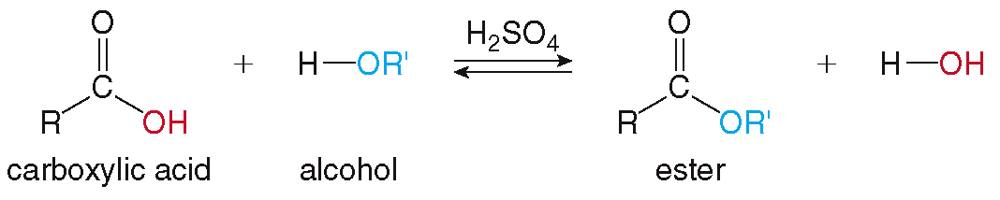 O O
H₂SO₄
+ H—OR' + H—OH
C C
R OH R OR'
carboxylic acid alcohol ester